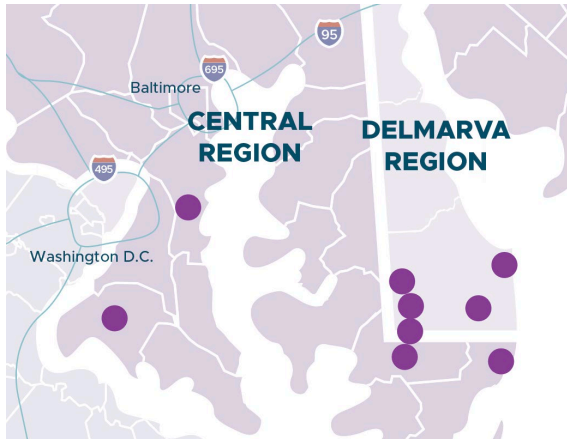 95
695
Baltimore
CENTRAL
REGION
DELMARVA
REGION
495
Washington D.C.